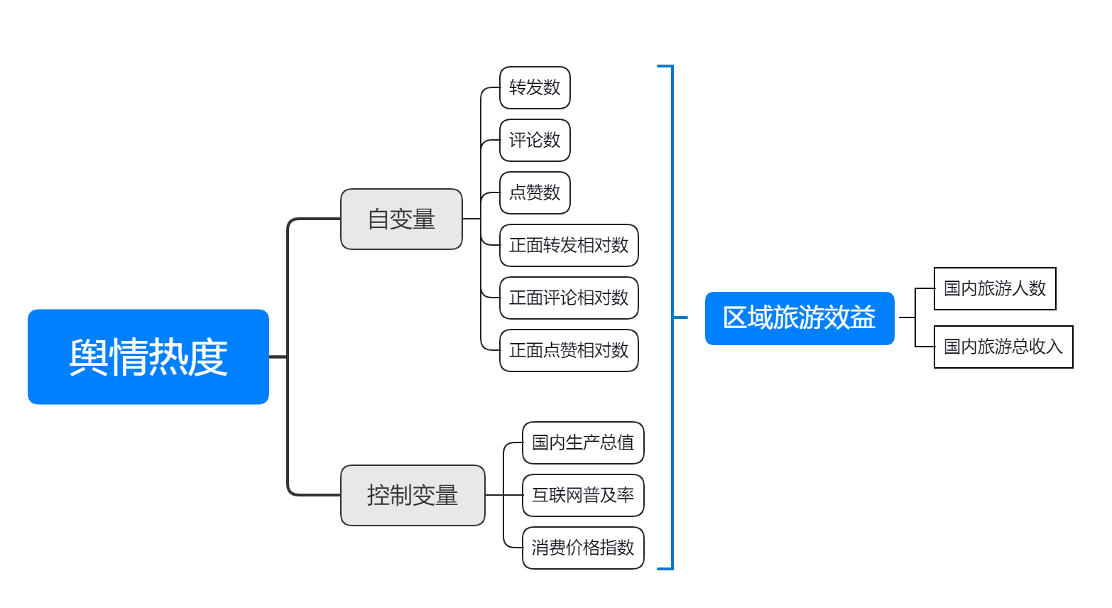 舆情热度
自变量
转发数
评论数
点赞数
正面转发相对数
正面评论相对数
正面点赞相对数
控制变量
国内生产总值
互联网普及率
消费价格指数
区域旅游效益
国内旅游人数
国内旅游总收入